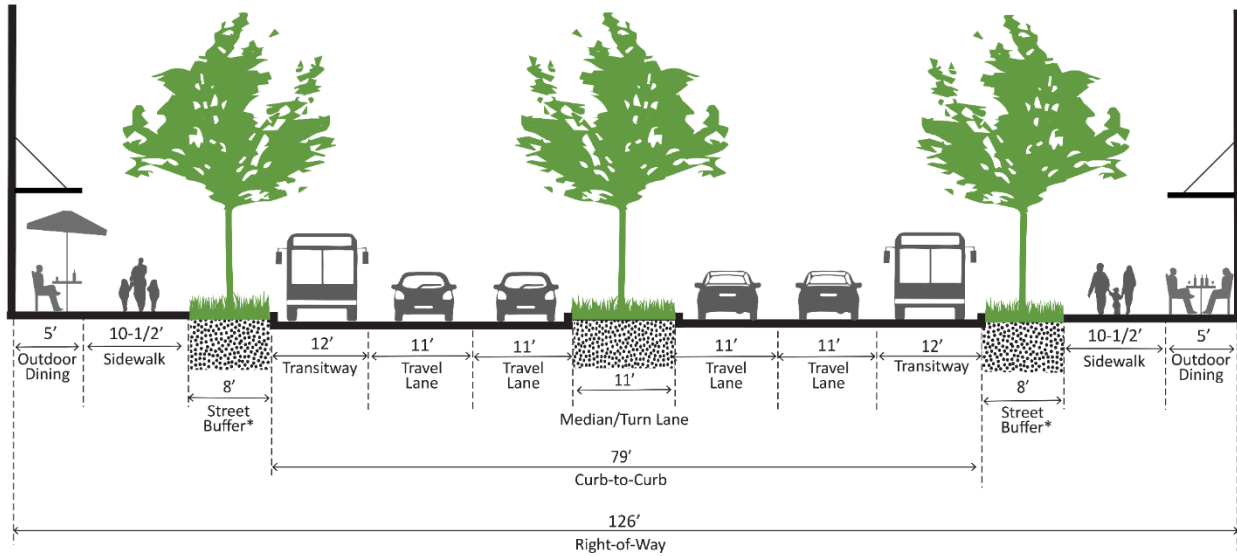 5’
Outdoor
Dining
10-1/2’
Sidewalk
8’
Street
Buffer*
12’
Transitway
11’
Travel
Lane
11’
Travel
Lane
11’
Median/Turn Lane
11’
Travel
Lane
11’
Travel
Lane
12’
Transitway
8’
Street
Buffer*
10-1/2’
Sidewalk
5’
Outdoor
Dining
79’
Curb-to-Curb
126’
Right-of-Way